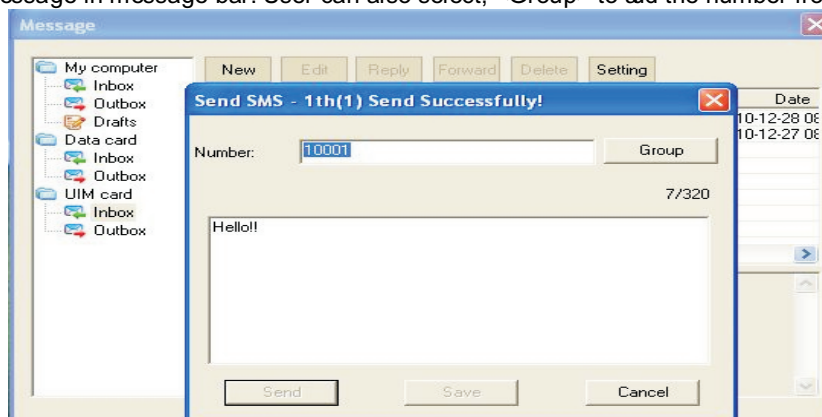 message in message bar. User can also select, "Group" to add the number fro
Message
My computer
Inbox
Outbox
Drafts
Data card
Inbox
Outbox
UIM card
Inbox
Outbox
New Edit Reply Forward Delete Setting
Date
10-12-28 08
10-12-27 08
Send SMS - 1th(1) Send Successfully!
Number: 10001 Group
7/320
Hello!!
Send Save Cancel